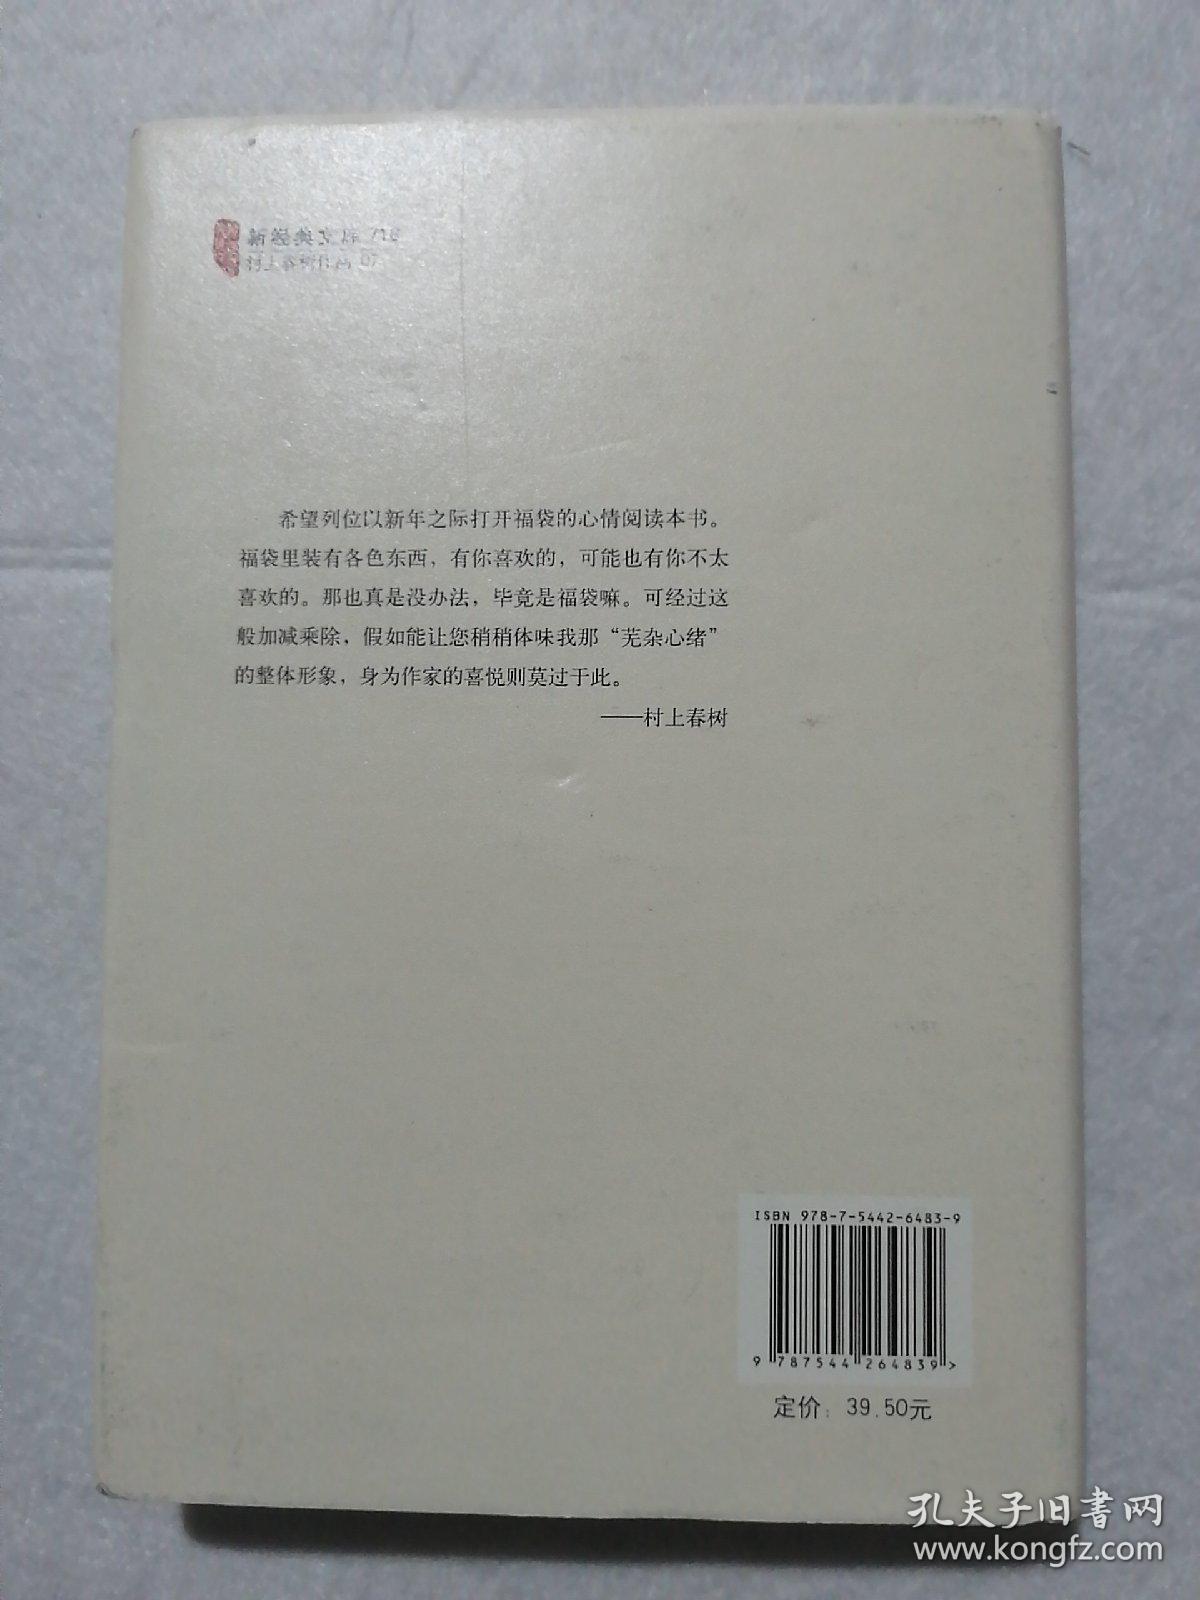 新经典文库 716
村上春树作品 07
希望列位以新年之际打开福袋的心情阅读本书。
福袋里装有各色东西，有你喜欢的，可能也有你不太
喜欢的。那也真是没办法，毕竟是福袋嘛。可经过这
般加减乘除，假如能让您稍稍体味我那“芜杂心绪”
的整体形象，身为作家的喜悦则莫过于此。
——村上春树
ISBN 978-7-5442-6483-9
9 787544 264839 >
定价：39.50元
孔夫子旧书网
www.kongfz.com